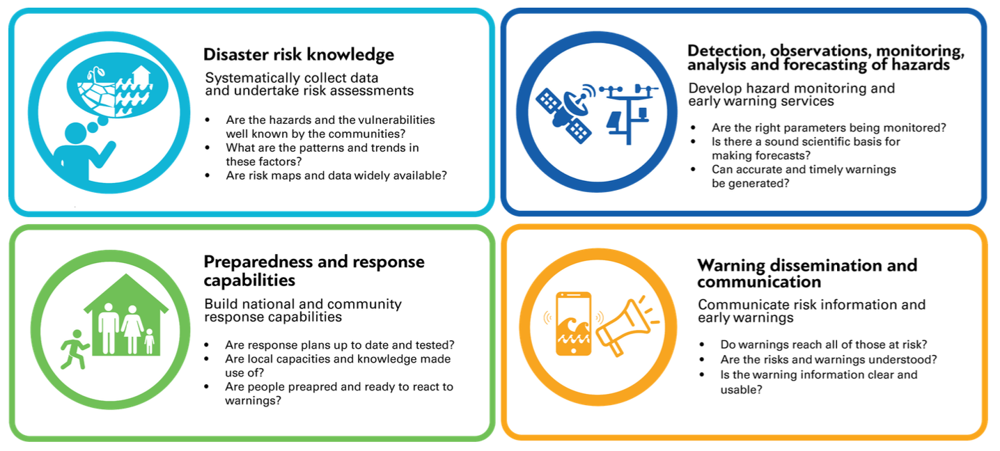 Disaster risk knowledge
Systematically collect data
and undertake risk assessments
• Are the hazards and the vulnerabilities
well known by the communities?
• What are the patterns and trends in
these factors?
• Are risk maps and data widely available?
Detection, observations, monitoring,
analysis and forecasting of hazards
Develop hazard monitoring and
early warning services
• Are the right parameters being monitored?
• Is there a sound scientific basis for
making forecasts?
• Can accurate and timely warnings
be generated?
Preparedness and response
capabilities
Build national and community
response capabilities
• Are response plans up to date and tested?
• Are local capacities and knowledge made
use of?
• Are people preapred and ready to react to
warnings?
Warning dissemination and
communication
Communicate risk information and
early warnings
• Do warnings reach all of those at risk?
• Are the risks and warnings understood?
• Is the warning information clear and
usable?